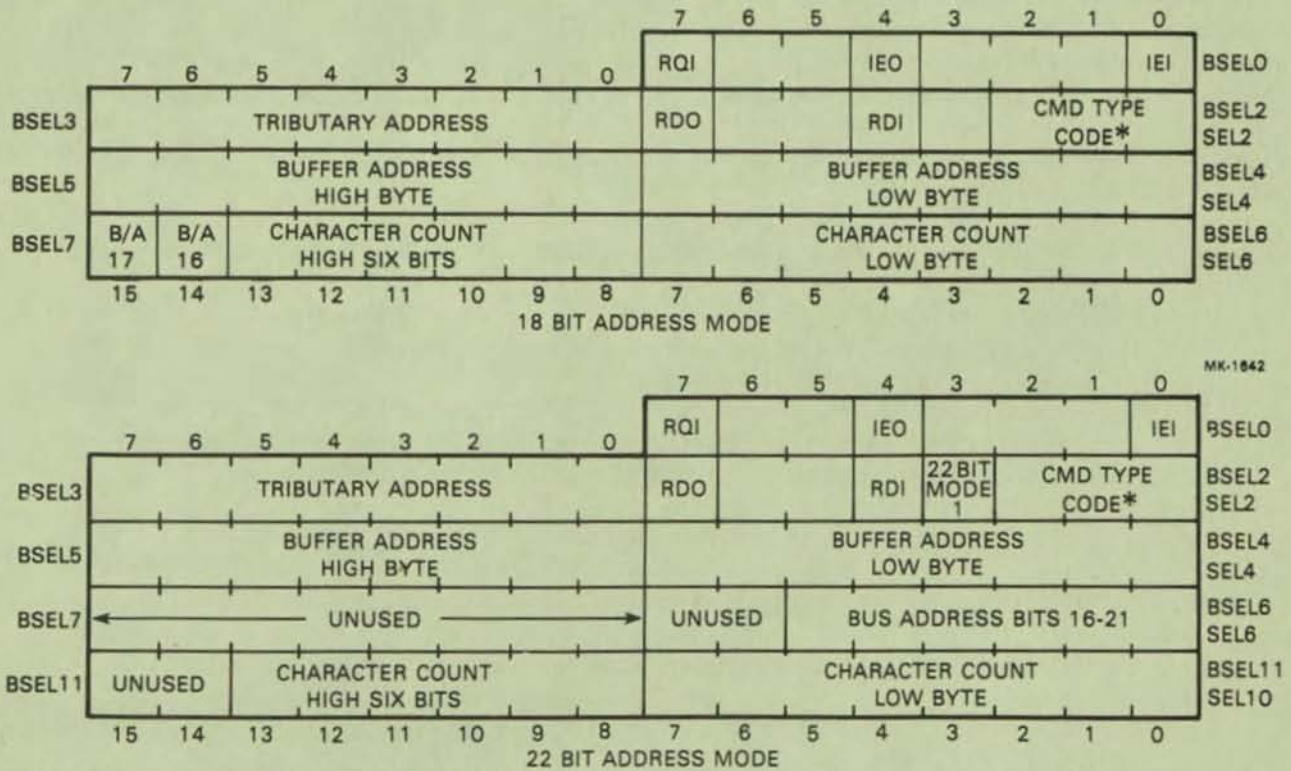 7 6 5 4 3 2 1 0
RQI IEO IEI BSEL0
7 6 5 4 3 2 1 0
BSEL3 TRIBUTARY ADDRESS RDO RDI CMD TYPE CODE* BSEL2 SEL2
BSEL5 BUFFER ADDRESS HIGH BYTE BUFFER ADDRESS LOW BYTE BSEL4 SEL4
BSEL7 B/A 17 B/A 16 CHARACTER COUNT HIGH SIX BITS CHARACTER COUNT LOW BYTE BSEL6 SEL6
15 14 13 12 11 10 9 8 7 6 5 4 3 2 1 0
18 BIT ADDRESS MODE
MK-1642
7 6 5 4 3 2 1 0
RQI IEO IEI BSEL0
7 6 5 4 3 2 1 0
BSEL3 TRIBUTARY ADDRESS RDO RDI 22 BIT MODE 1 CMD TYPE CODE* BSEL2 SEL2
BSEL5 BUFFER ADDRESS HIGH BYTE BUFFER ADDRESS LOW BYTE BSEL4 SEL4
BSEL7 UNUSED UNUSED BUS ADDRESS BITS 16-21 BSEL6 SEL6
BSEL11 UNUSED CHARACTER COUNT HIGH SIX BITS CHARACTER COUNT LOW BYTE BSEL11 SEL10
15 14 13 12 11 10 9 8 7 6 5 4 3 2 1 0
22 BIT ADDRESS MODE